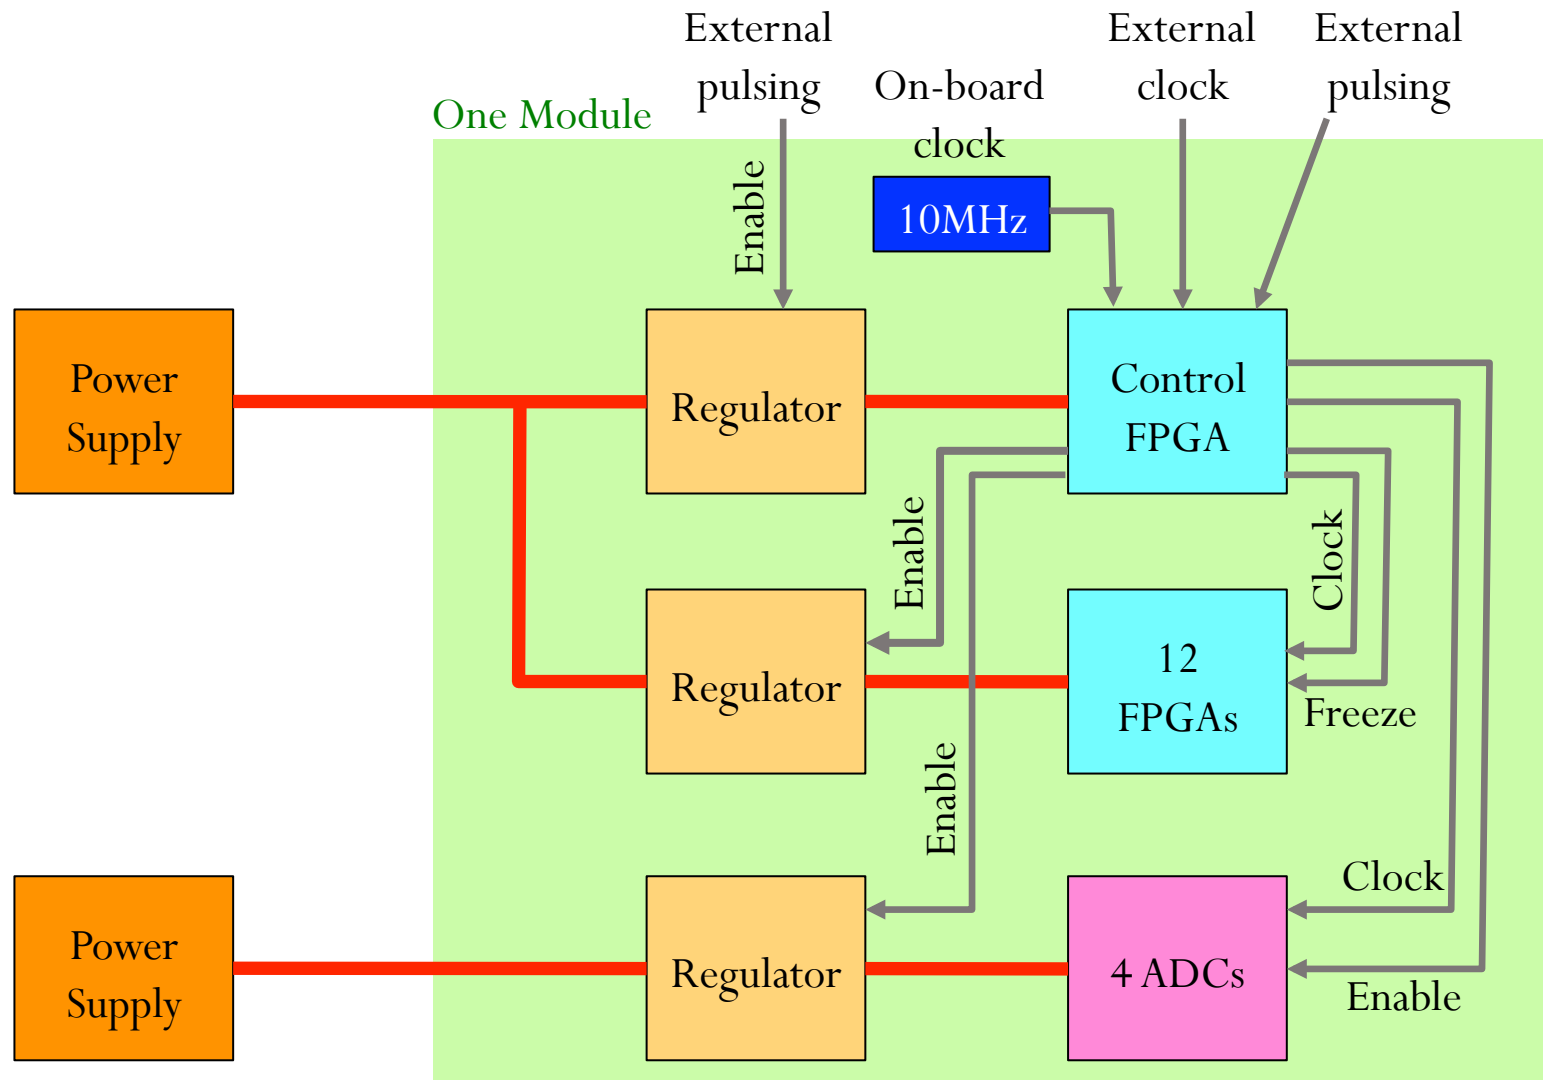 External
pulsing
On-board
clock
External
clock
External
pulsing
One Module
Enable
10MHz
Power
Supply
Regulator
Control
FPGA
Enable
Clock
Regulator
12
FPGAs
Freeze
Enable
Clock
Power
Supply
Regulator
4 ADCs
Enable